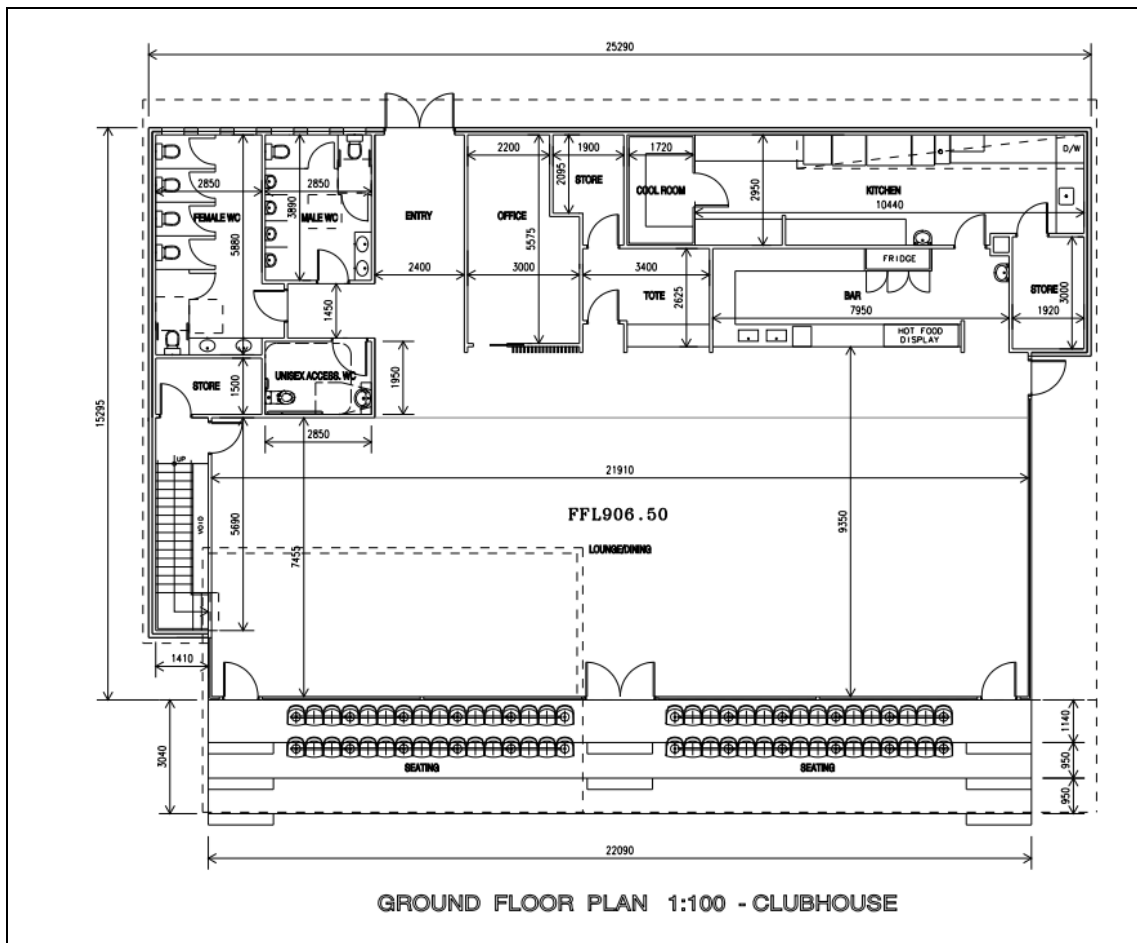 25290
2200
1900
1720
D/W
STORE
2095
COOL ROOM
2950
KITCHEN
10440
2850
2850
3890
FEMALE WC
MALE WC
ENTRY
OFFICE
5880
5575
2400
3000
3400
FRIDGE
1450
TOTE
2625
BAR
7950
STORE
3000
1920
HOT FOOD
DISPLAY
UNISEX ACCESS. WC
1950
STORE
1500
15295
2850
UP
VOID
5690
7455
21910
9350
FFL906.50
LOUNGE/DINING
1410
3040
1140
SEATING
SEATING
950
950
22090
GROUND FLOOR PLAN 1:100 - CLUBHOUSE